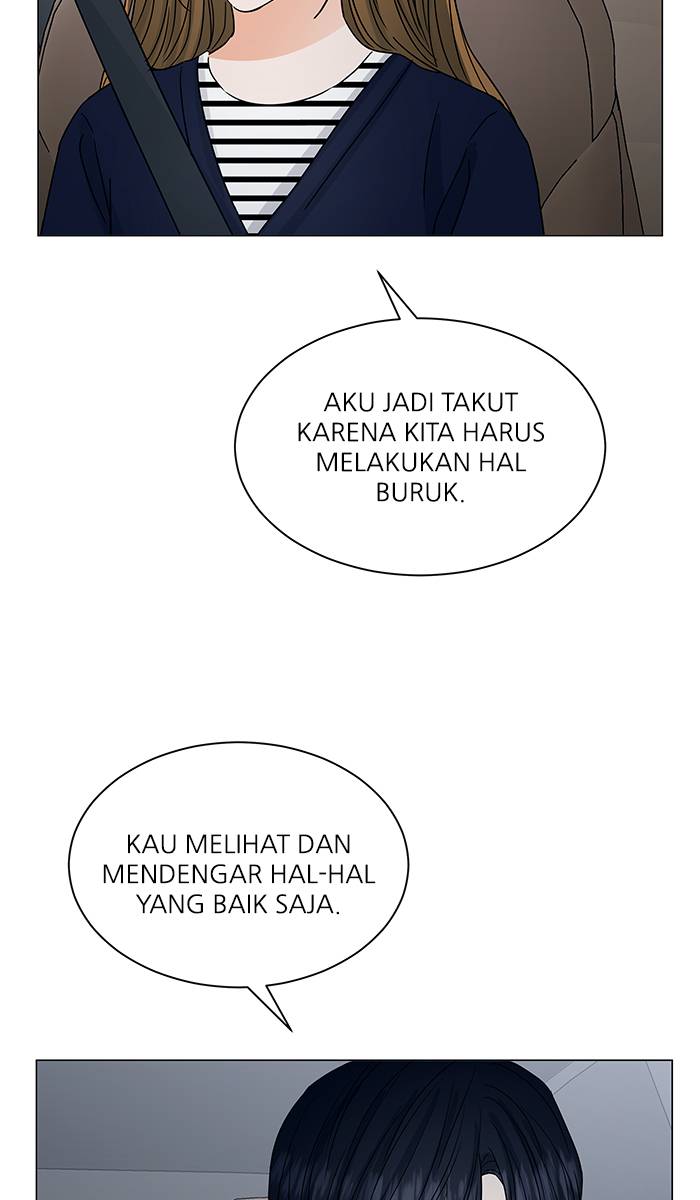 AKU JADI TAKUT
KARENA KITA HARUS
MELAKUKAN HAL
BURUK.
KAU MELIHAT DAN
MENDENGAR HAL-HAL
YANG BAIK SAJA.